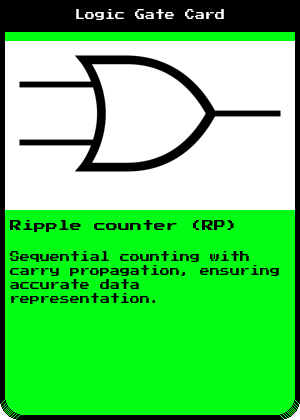 Logic Gate Card
Ripple counter (RP)
Sequential counting with
carry propagation, ensuring
accurate data
representation.